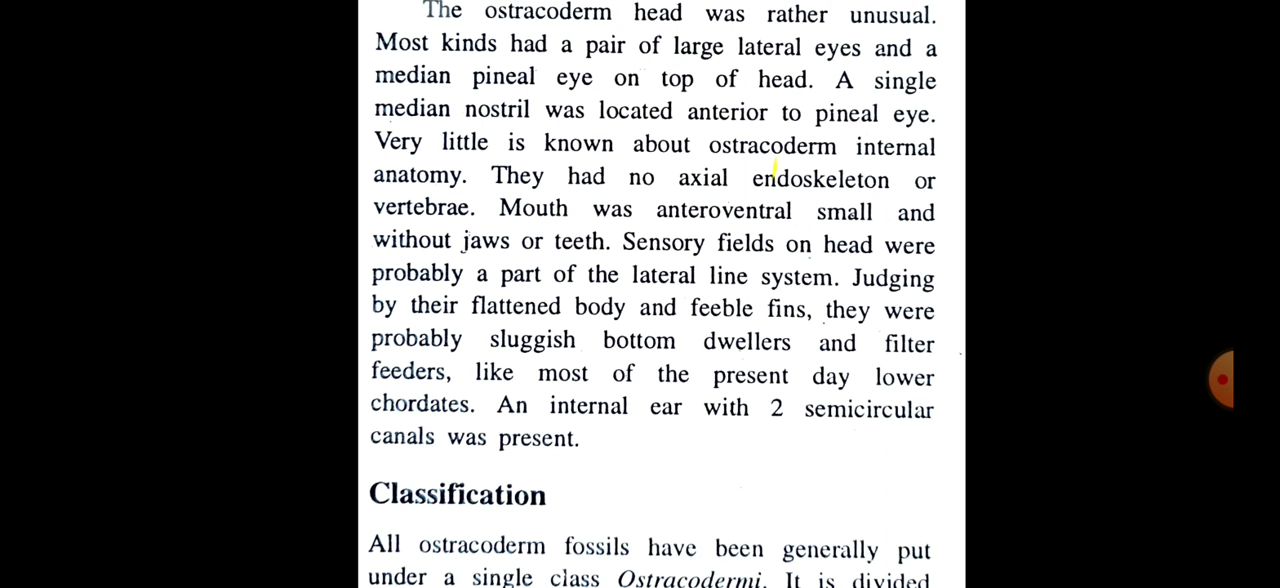 The ostracoderm head was rather unusual.
Most kinds had a pair of large lateral eyes and a
median pineal eye on top of head. A single
median nostril was located anterior to pineal eye.
Very little is known about ostracoderm internal
anatomy. They had no axial endoskeleton or
vertebrae. Mouth was anteroventral small and
without jaws or teeth. Sensory fields on head were
probably a part of the lateral line system. Judging
by their flattened body and feeble fins, they were
probably sluggish bottom dwellers and filter
feeders, like most of the present day lower
chordates. An internal ear with 2 semicircular
canals was present.
Classification
All ostracoderm fossils have been generally put
under a single class Ostracodermi. It is divided